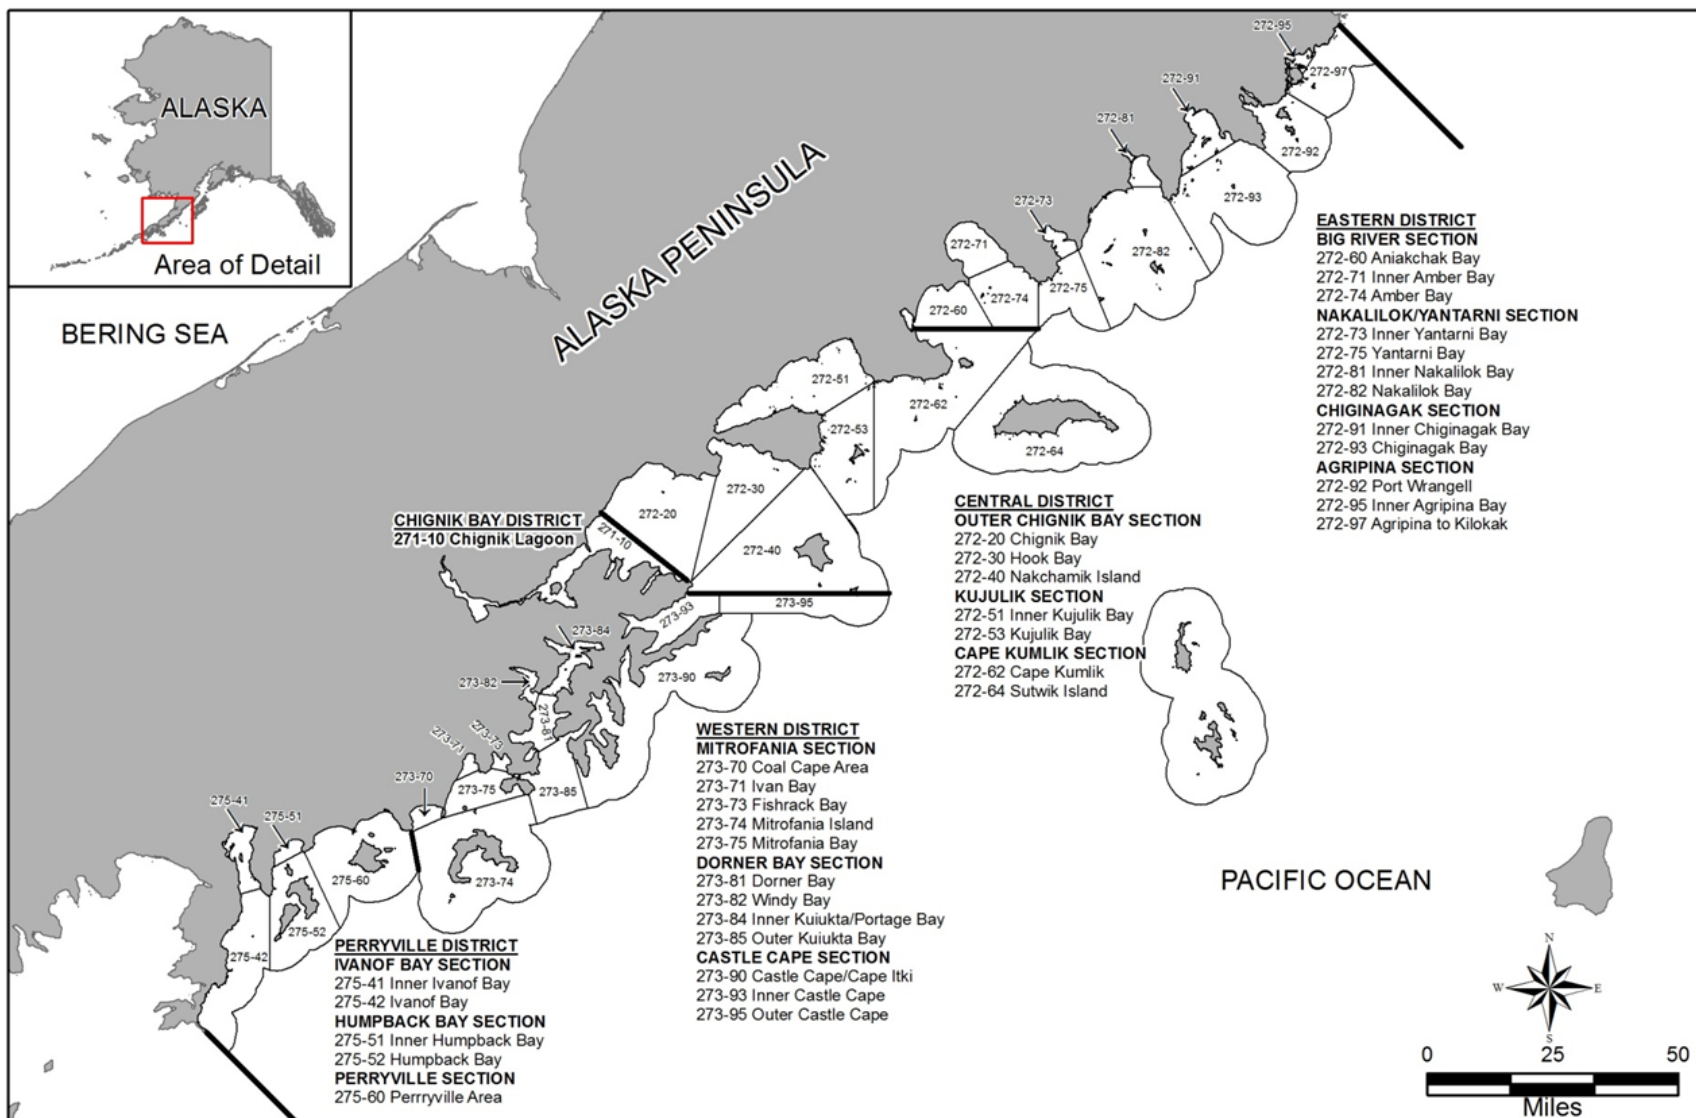 ALASKA
Area of Detail
BERING SEA
ALASKA PENINSULA
PACIFIC OCEAN
272-95
272-97
272-91
272-81
272-92
272-93
272-73
272-71
272-82
272-74
272-75
272-60
272-51
272-62
272-53
272-64
272-30
272-20
271-10
272-40
273-95
273-93
273-84
273-82
273-90
273-81
273-71
273-73
273-70
273-75
273-85
275-41
275-51
275-60
273-74
275-52
275-42
EASTERN DISTRICT
BIG RIVER SECTION
272-60 Aniakchak Bay
272-71 Inner Amber Bay
272-74 Amber Bay
NAKALILOK/YANTARNI SECTION
272-73 Inner Yantarni Bay
272-75 Yantarni Bay
272-81 Inner Nakalilok Bay
272-82 Nakalilok Bay
CHIGINAGAK SECTION
272-91 Inner Chiginagak Bay
272-93 Chiginagak Bay
AGRIPINA SECTION
272-92 Port Wrangell
272-95 Inner Agripina Bay
272-97 Agripina to Kilokak
CENTRAL DISTRICT
OUTER CHIGNIK BAY SECTION
272-20 Chignik Bay
272-30 Hook Bay
272-40 Nakchamik Island
KUJULIK SECTION
272-51 Inner Kujulik Bay
272-53 Kujulik Bay
CAPE KUMLIK SECTION
272-62 Cape Kumlik
272-64 Sutwik Island
CHIGNIK BAY DISTRICT
271-10 Chignik Lagoon
WESTERN DISTRICT
MITROFANIA SECTION
273-70 Coal Cape Area
273-71 Ivan Bay
273-73 Fishrack Bay
273-74 Mitrofania Island
273-75 Mitrofania Bay
DORNER BAY SECTION
273-81 Dorner Bay
273-82 Windy Bay
273-84 Inner Kuiukta/Portage Bay
273-85 Outer Kuiukta Bay
CASTLE CAPE SECTION
273-90 Castle Cape/Cape Itki
273-93 Inner Castle Cape
273-95 Outer Castle Cape
PERRYVILLE DISTRICT
IVANOF BAY SECTION
275-41 Inner Ivanof Bay
275-42 Ivanof Bay
HUMPBACK BAY SECTION
275-51 Inner Humpback Bay
275-52 Humpback Bay
PERRYVILLE SECTION
275-60 Perrryville Area
N
W
E
S
0 25 50
Miles